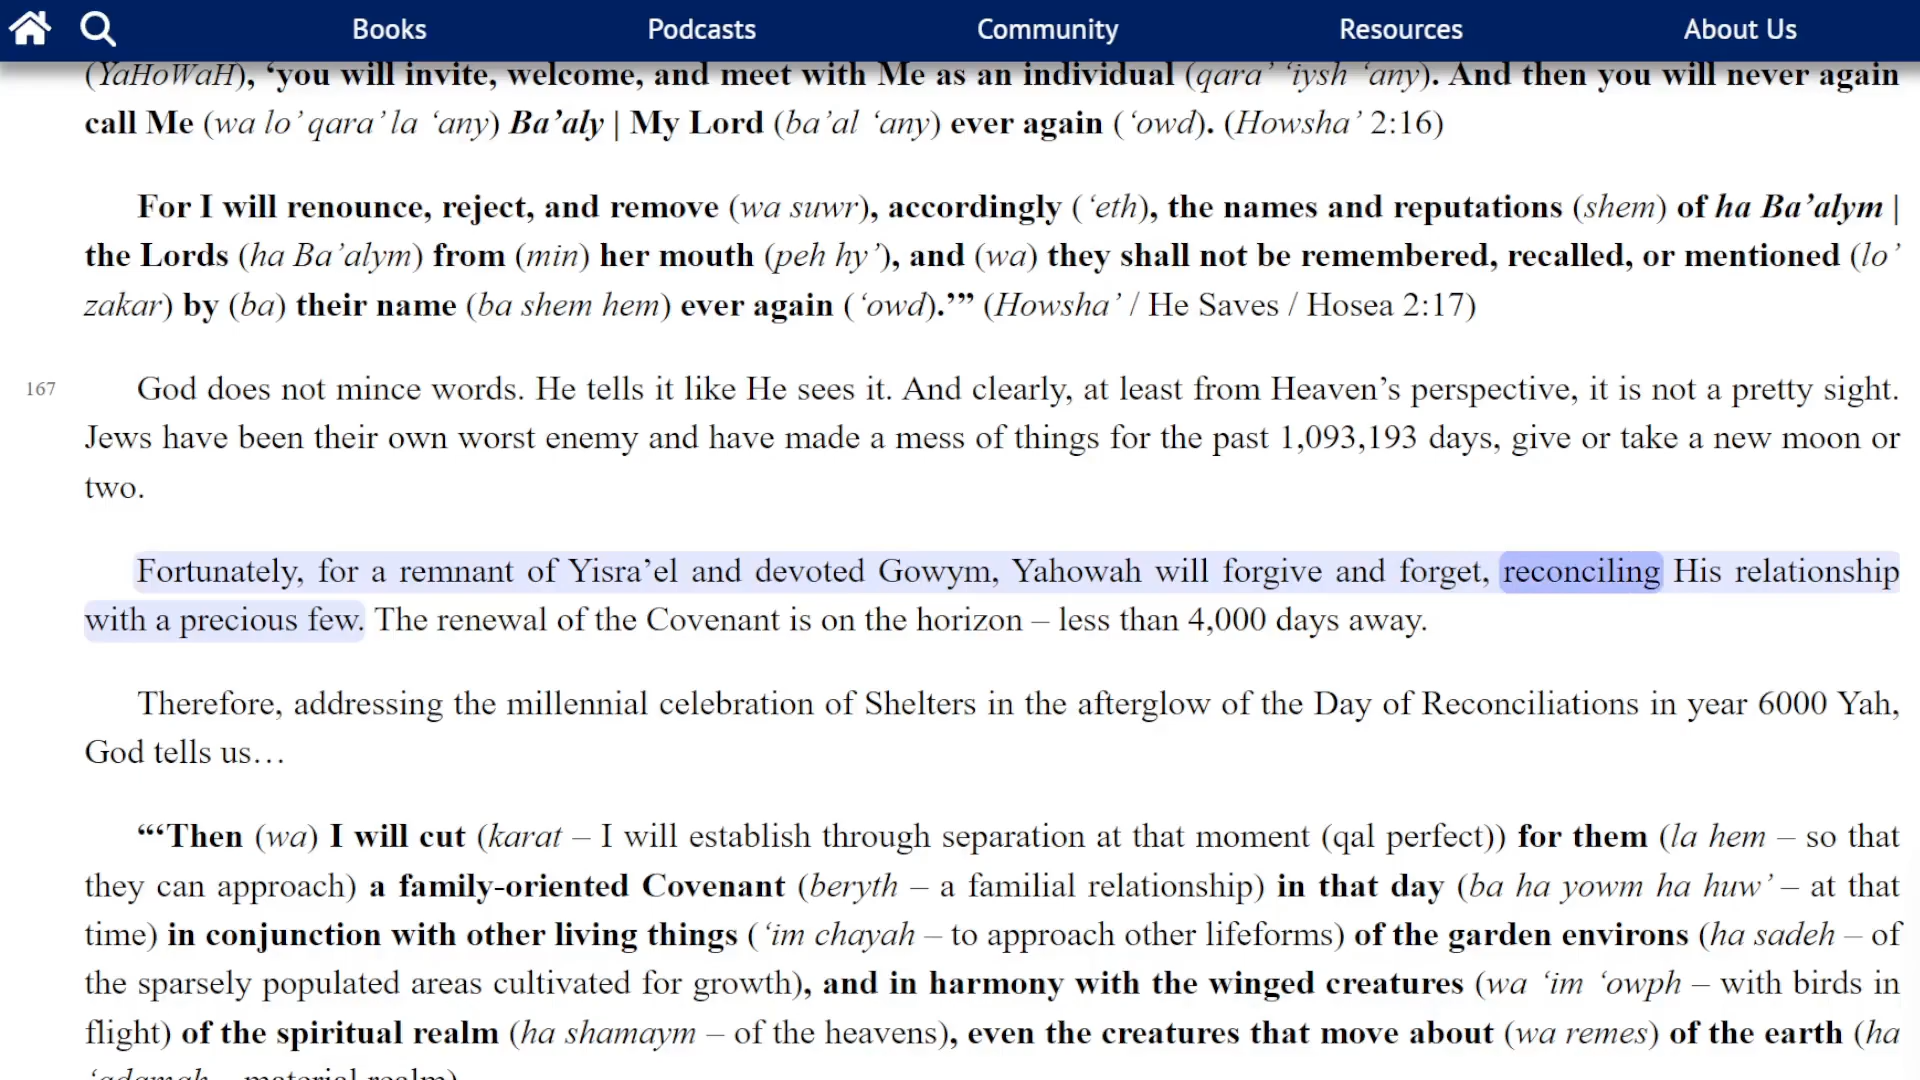 Books Podcasts Community Resources About Us
(YaHoWaH), ‘you will invite, welcome, and meet with Me as an individual (qara’ ‘iysh ‘any). And then you will never again
call Me (wa lo’ qara’ la ‘any) Ba’aly | My Lord (ba’al ‘any) ever again (‘owd). (Howsha’ 2:16)
For I will renounce, reject, and remove (wa suwr), accordingly (‘eth), the names and reputations (shem) of ha Ba’alym |
the Lords (ha Ba’alym) from (min) her mouth (peh hy’), and (wa) they shall not be remembered, recalled, or mentioned (lo’
zakar) by (ba) their name (ba shem hem) ever again (‘owd).’” (Howsha’ / He Saves / Hosea 2:17)
167 God does not mince words. He tells it like He sees it. And clearly, at least from Heaven’s perspective, it is not a pretty sight.
Jews have been their own worst enemy and have made a mess of things for the past 1,093,193 days, give or take a new moon or
two.
Fortunately, for a remnant of Yisra’el and devoted Gowym, Yahowah will forgive and forget, reconciling His relationship
with a precious few. The renewal of the Covenant is on the horizon – less than 4,000 days away.
Therefore, addressing the millennial celebration of Shelters in the afterglow of the Day of Reconciliations in year 6000 Yah,
God tells us…
“‘Then (wa) I will cut (karat – I will establish through separation at that moment (qal perfect)) for them (la hem – so that
they can approach) a family-oriented Covenant (beryth – a familial relationship) in that day (ba ha yowm ha huw’ – at that
time) in conjunction with other living things (‘im chayah – to approach other lifeforms) of the garden environs (ha sadeh – of
the sparsely populated areas cultivated for growth), and in harmony with the winged creatures (wa ‘im ‘owph – with birds in
flight) of the spiritual realm (ha shamaym – of the heavens), even the creatures that move about (wa remes) of the earth (ha
‘adamah – material realm)